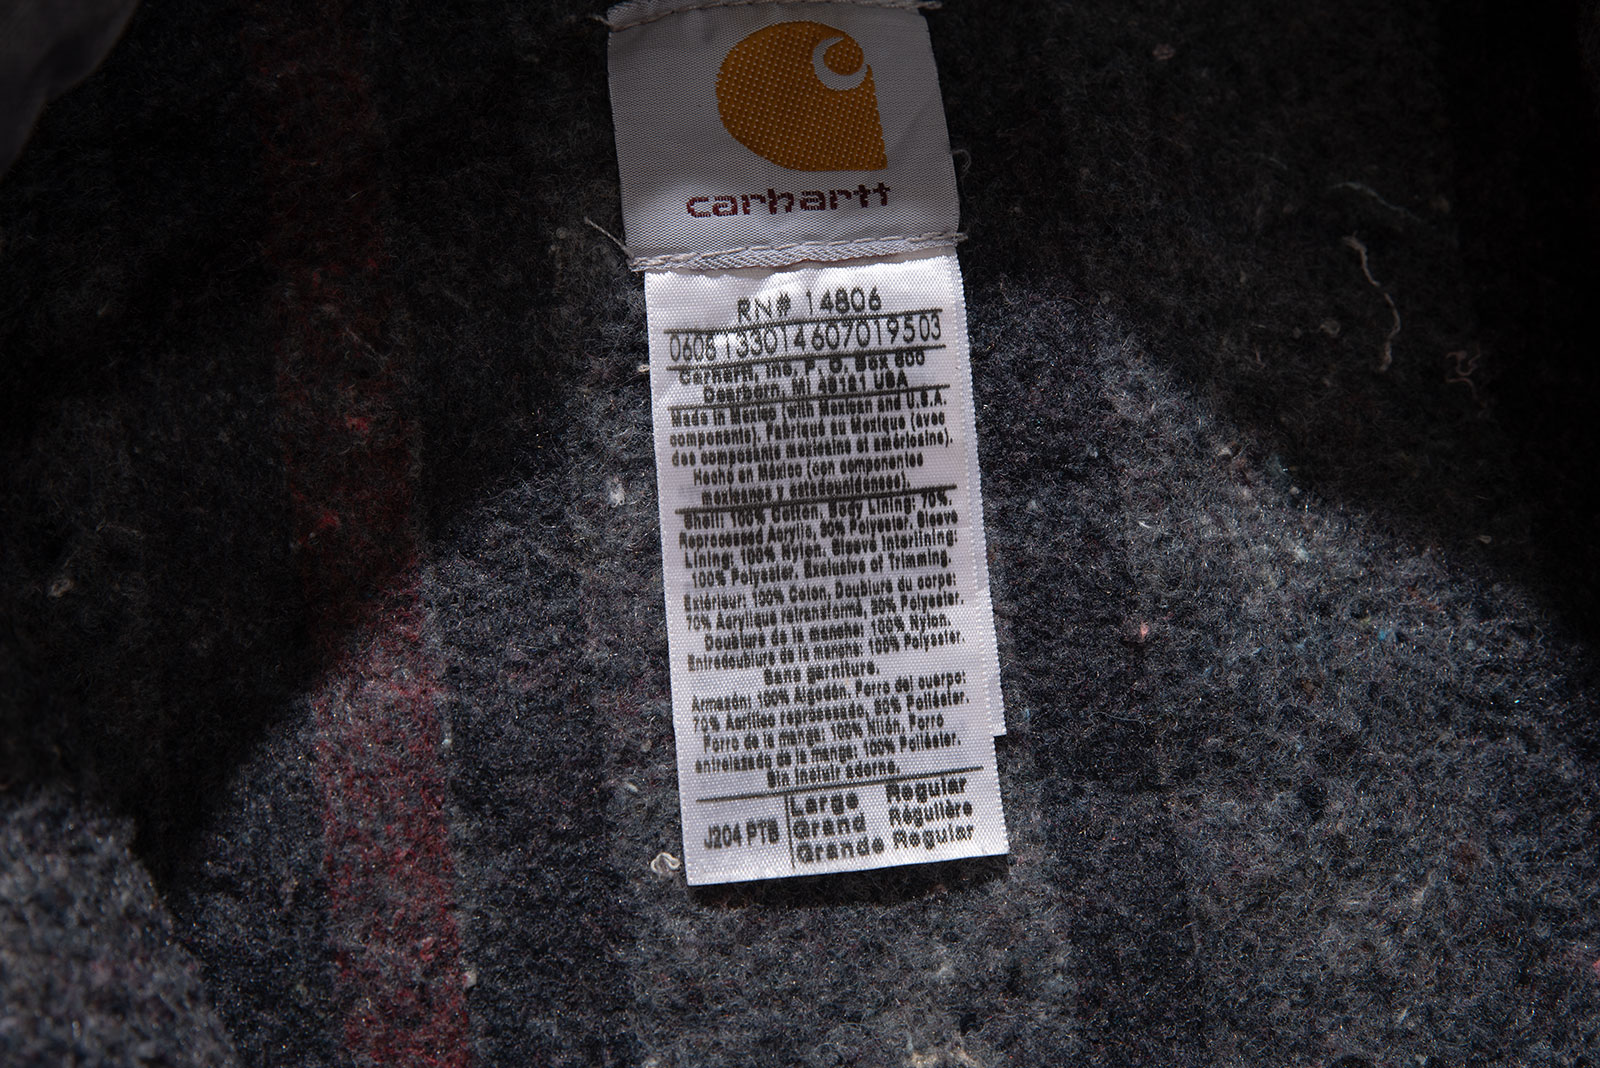 carhartt
RN# 14806
0606133014607019503
Carhartt, Inc. P. O. Box 600
Dearborn, MI 48121 USA
Made in Mexico (with Mexican and U.S.A.
components). Fabriqué au Mexique (avec
des composants mexicains et américains).
Hecho en México (con componentes
mexicanos y estadounidenses).
Shell: 100% Cotton. Body Lining: 70%.
Reprocessed Acrylic, 30% Polyester. Sleeve
Lining: 100% Nylon. Sleeve Interlining:
100% Polyester. Exclusive of Trimming.
Extérieur: 100% Coton. Doublure du corps:
70% Acrylique retransformé, 30% Polyester.
Doublure de la manche: 100% Nylon.
Entredoublure de la manche: 100% Polyester.
Sans garniture.
Armazón: 100% Algodón. Forro del cuerpo:
70% Acrílico reprocesado, 30% Poliéster.
Forro de la manga: 100% Nilón. Forro
entrelazado de la manga: 100% Poliéster.
Sin incluir adorno.
J204 PTB
Large Regular
Grand Régulière
Grande Regular